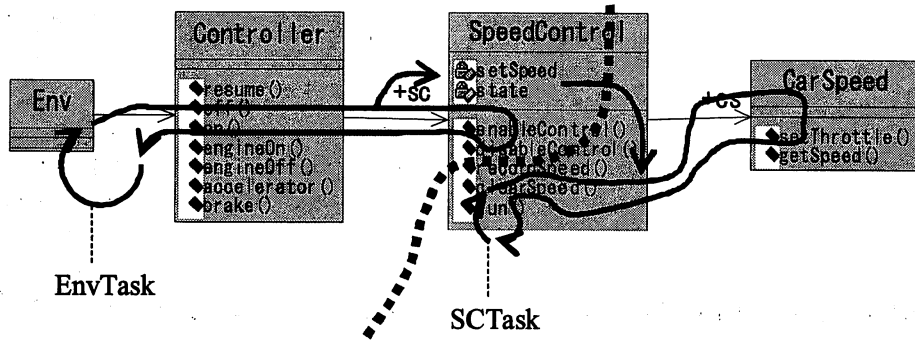 Env
Controller
resume()
off()
on()
engineOn()
engineOff()
accelerator()
brake()
+sc
SpeedControl
setSpeed
state
enableControl()
disableControl()
recordSpeed()
clearSpeed()
run()
+cs
CarSpeed
setThrottle()
getSpeed()
EnvTask
SCTask